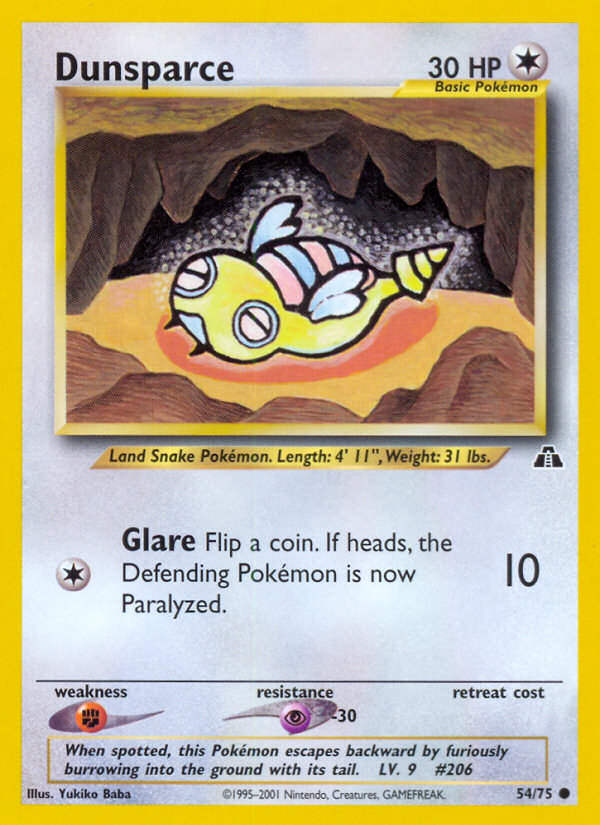 Dunsparce
30 HP
Basic Pokémon
Land Snake Pokémon. Length: 4' 11", Weight: 31 lbs.
Glare Flip a coin. If heads, the
Defending Pokémon is now
Paralyzed.
10
weakness
resistance
retreat cost
-30
When spotted, this Pokémon escapes backward by furiously
burrowing into the ground with its tail. LV. 9 #206
Illus. Yukiko Baba
©1995–2001 Nintendo, Creatures, GAMEFREAK.
54/75